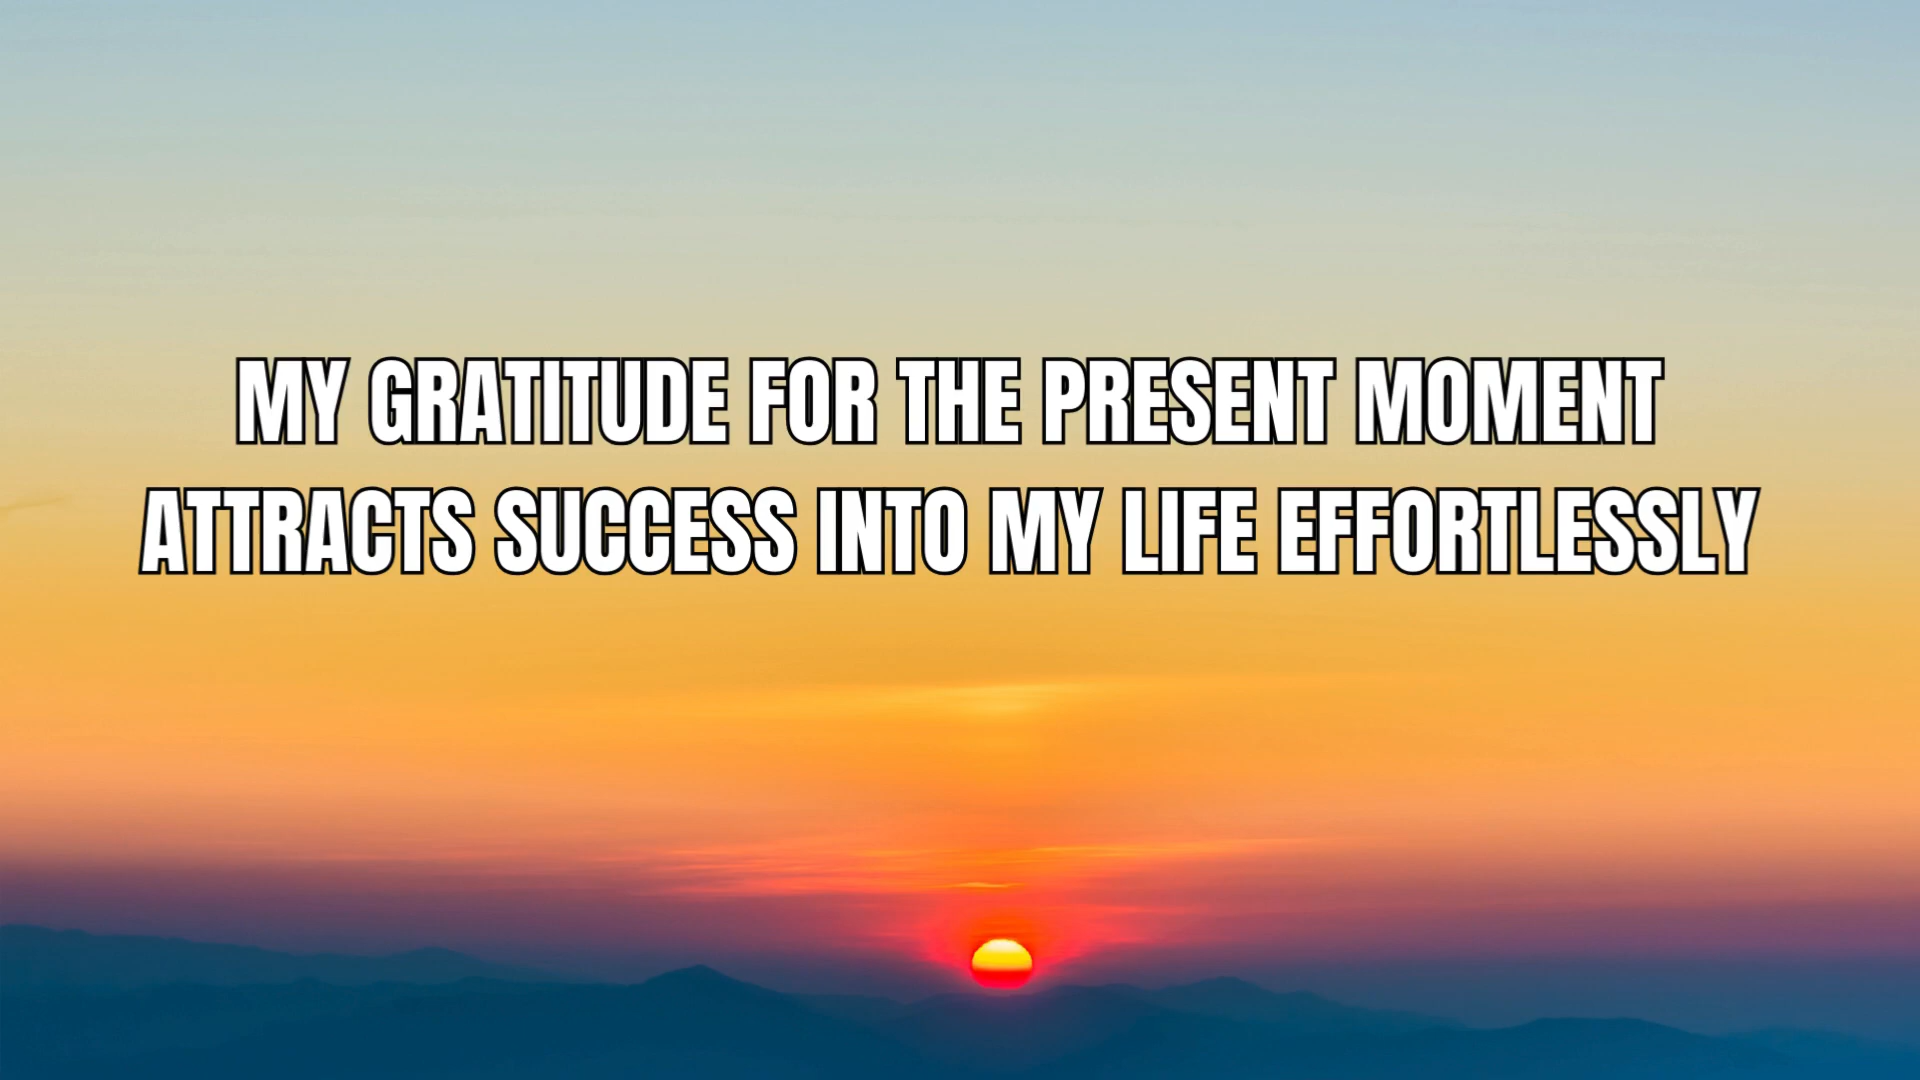 MY GRATITUDE FOR THE PRESENT MOMENT
ATTRACTS SUCCESS INTO MY LIFE EFFORTLESSLY